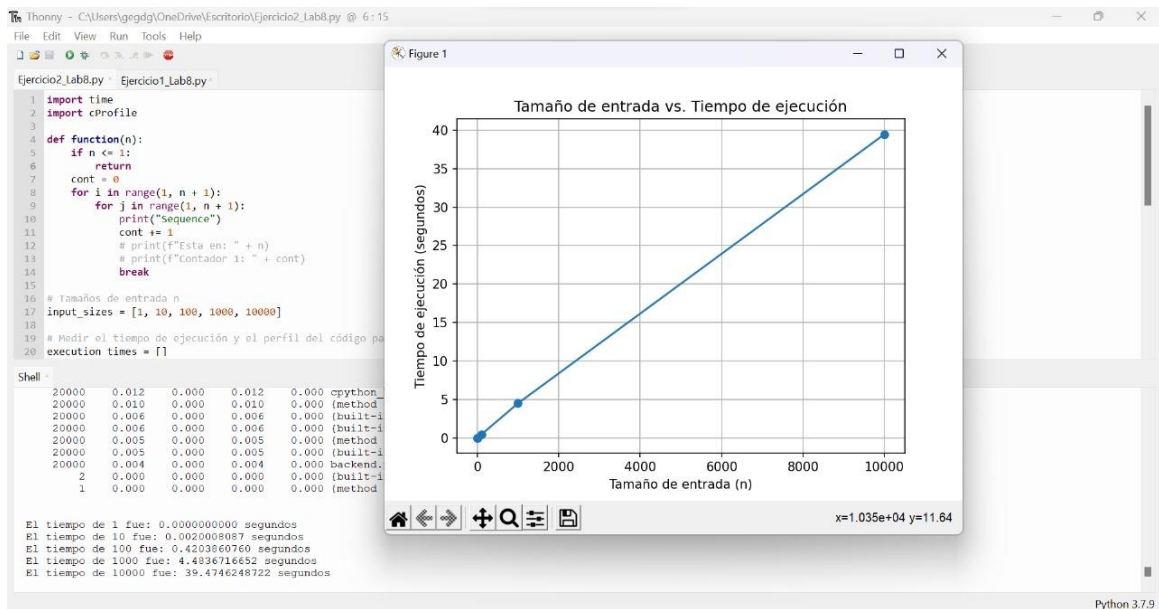 Thonny - C:\Users\gegdg\OneDrive\Escritorio\Ejercicio2_Lab8.py @ 6:15
File Edit View Run Tools Help
Ejercicio2_Lab8.py
Ejercicio1_Lab8.py
1 import time
2 import cProfile
3
4 def function(n):
5 if n <= 1:
6 return
7 cont = 0
8 for i in range(1, n + 1):
9 for j in range(1, n + 1):
10 print("Sequence")
11 cont += 1
12 # print(f"Esta en: " + n)
13 # print(f"Contador 1: " + cont)
14 break
15
16 # Tamaños de entrada n
17 input_sizes = [1, 10, 100, 1000, 10000]
18
19 # Medir el tiempo de ejecución y el perfil del código
20 execution_times = []
Shell
20000 0.012 0.000 0.012 0.000 cpython_
20000 0.010 0.000 0.010 0.000 {method
20000 0.006 0.000 0.006 0.000 {built-i
20000 0.006 0.000 0.006 0.000 {built-i
20000 0.005 0.000 0.005 0.000 {method
20000 0.005 0.000 0.005 0.000 {built-i
20000 0.004 0.000 0.004 0.000 backend.
2 0.000 0.000 0.000 0.000 {built-i
1 0.000 0.000 0.000 0.000 {method
El tiempo de 1 fue: 0.0000000000 segundos
El tiempo de 10 fue: 0.0020008087 segundos
El tiempo de 100 fue: 0.4203860760 segundos
El tiempo de 1000 fue: 4.4836716652 segundos
El tiempo de 10000 fue: 39.4746248722 segundos
Figure 1
Tamaño de entrada vs. Tiempo de ejecución
Tiempo de ejecución (segundos)
40
35
30
25
20
15
10
5
0
0 2000 4000 6000 8000 10000
Tamaño de entrada (n)
x=1.035e+04 y=11.64
Python 3.7.9